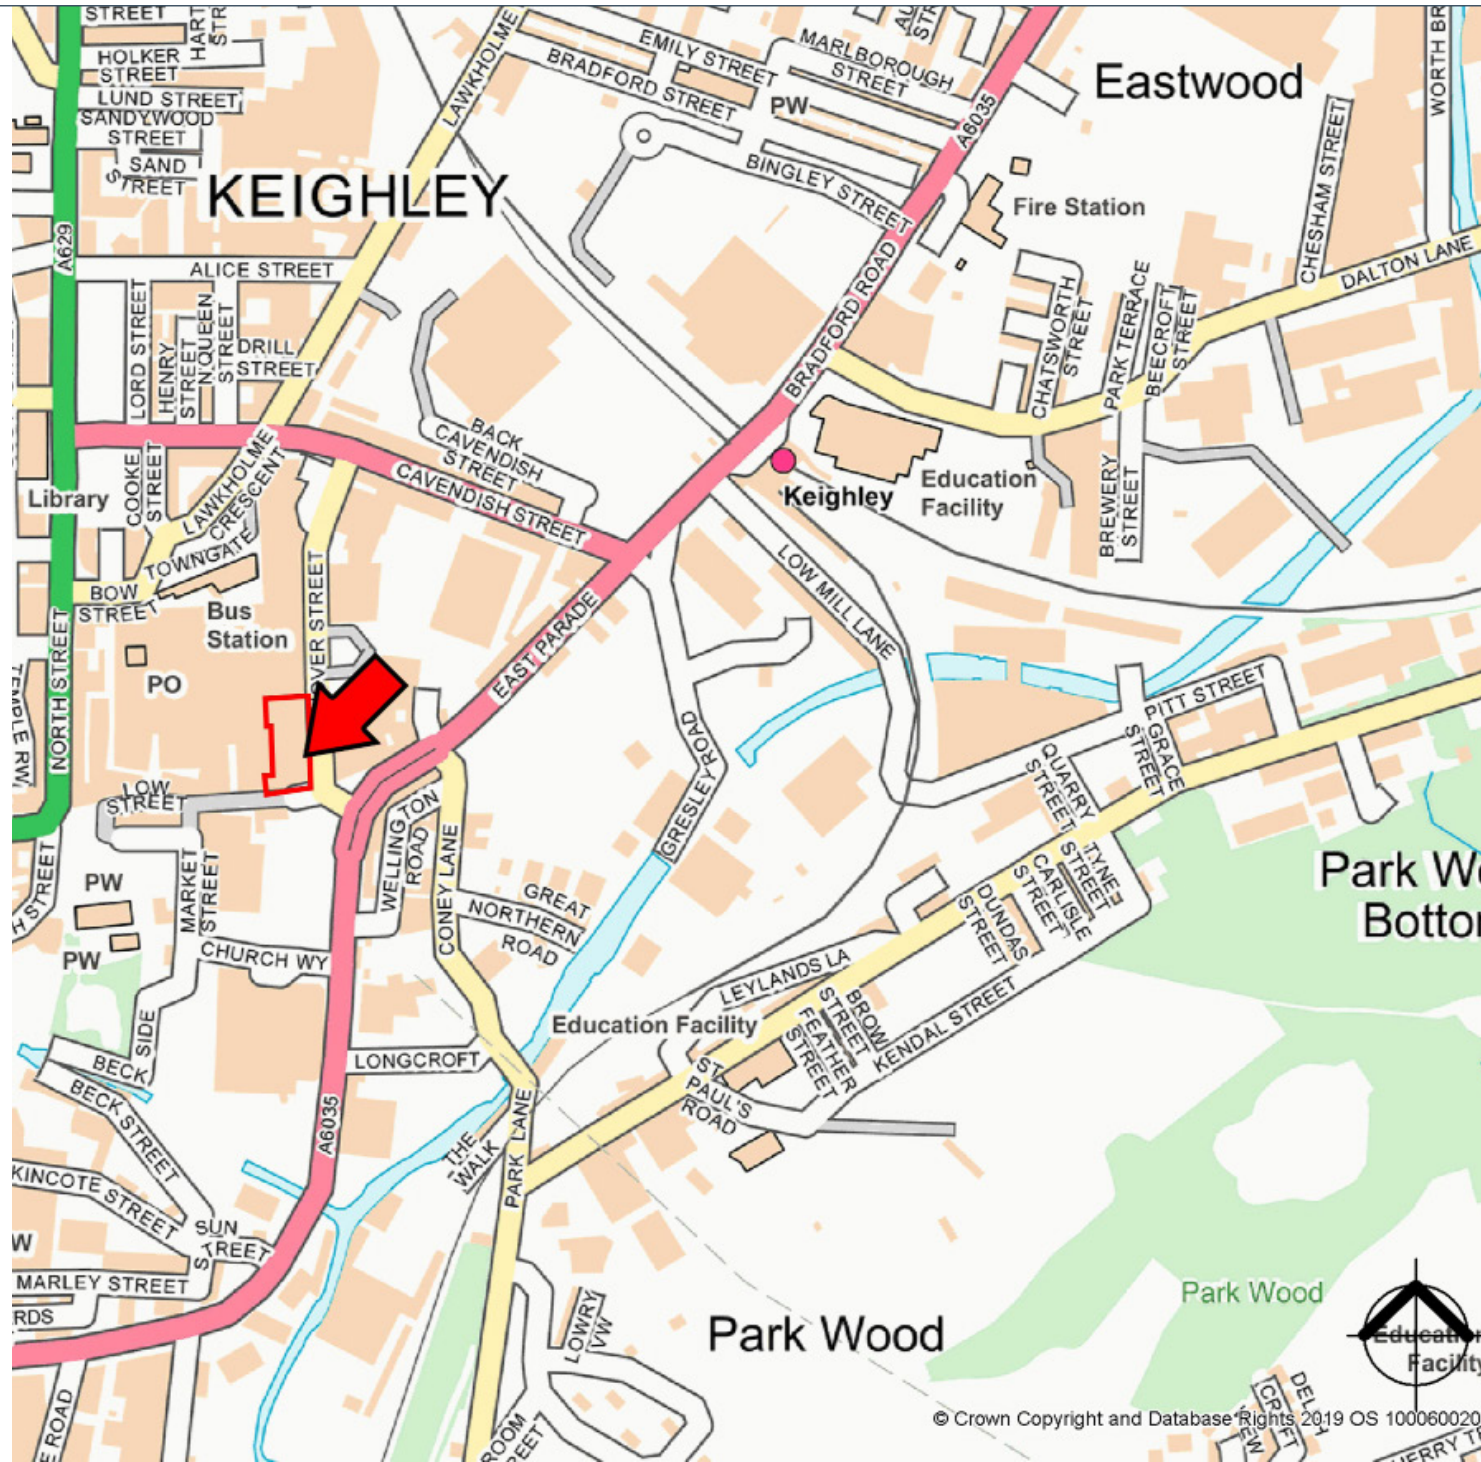 STREET
HOLKER
STREET
LUND STREET
SANDYWOOD
STREET
SAND
STREET
KEIGHLEY
LAWKHOLME
EMILY STREET
BRADFORD STREET
MARLBOROUGH
STREET
PW
A6035
Eastwood
BINGLEY STREET
Fire Station
CHESHAM STREET
DALTON LANE
A629
ALICE STREET
LORD STREET
HENRY
STREET
N QUEEN
STREET
DRILL
STREET
BRADFORD ROAD
CHATSWORTH
STREET
PARK TERRACE
BEECROFT
STREET
BACK
CAVENDISH
STREET
CAVENDISH STREET
COOKE
STREET
Library
LAWKHOLME
CRESCENT
TOWNGATE
BOW
STREET
Bus
Station
PO
NORTH STREET
TEMPLE RW
Keighley
Education
Facility
BREWERY
STREET
LOW MILL LANE
EAST PARADE
GRESLEY ROAD
PITT STREET
GRACE
STREET
QUARRY
STREET
TYNE
STREET
CARLISLE
STREET
DUNDAS
STREET
LOW
STREET
MARKET
STREET
WELLINGTON
ROAD
CONEY LANE
GREAT
NORTHERN
ROAD
PW
PW
CHURCH WY
LEYLANDS LA
BROW
STREET
FEATHER
STREET
KENDAL STREET
Education Facility
ST
PAUL'S
ROAD
BECK
SIDE
BECK STREET
LONGCROFT
A6035
THE
WALK
PARK LANE
SUN
STREET
MARLEY STREET
LOWRY
VW
Park Wood
Park Wood
Facility
© Crown Copyright and Database Rights 2019 OS 100060020